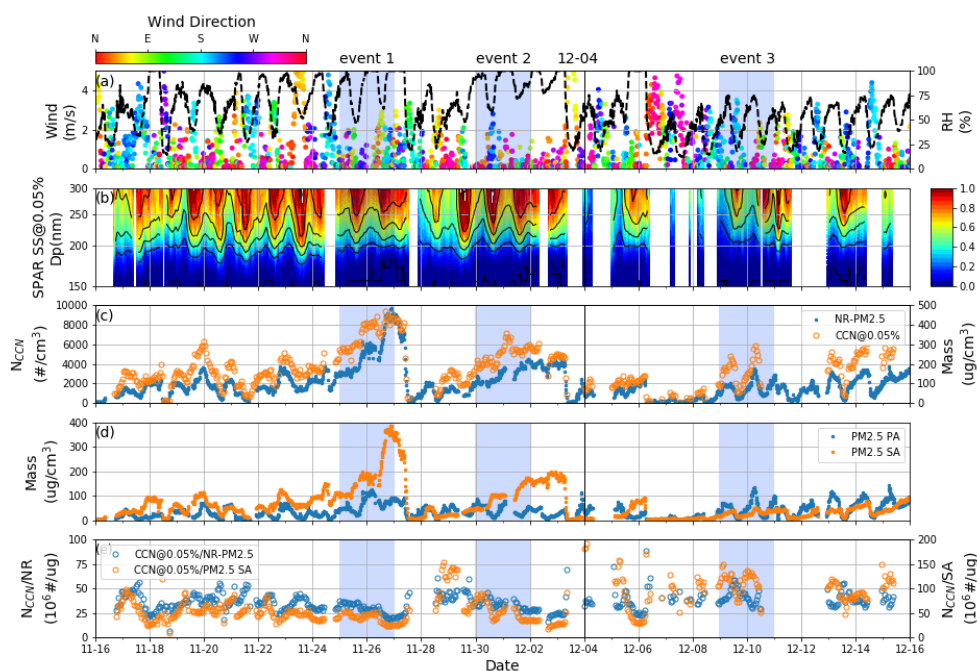 Wind Direction
N E S W N
event 1 event 2 12-04 event 3
(a)
Wind
(m/s)
4
2
0
100
75
50
25
0
RH
(%)
(b)
SPAR SS@0.05%
Dp(nm)
300
250
200
150
1.0
0.8
0.6
0.4
0.2
0.0
(c)
N_CCN
(#/cm³)
10000
8000
6000
4000
2000
0
NR-PM2.5
CCN@0.05%
500
400
300
200
100
0
Mass
(ug/cm³)
(d)
Mass
(ug/cm³)
400
300
200
100
0
PM2.5 PA
PM2.5 SA
(e)
N_CCN/NR
(10⁶#/ug)
100
75
50
25
0
CCN@0.05%/NR-PM2.5
CCN@0.05%/PM2.5 SA
200
150
100
50
0
N_CCN/SA
(10⁶#/ug)
11-16 11-18 11-20 11-22 11-24 11-26 11-28 11-30 12-02 12-04 12-06 12-08 12-10 12-12 12-14 12-16
Date